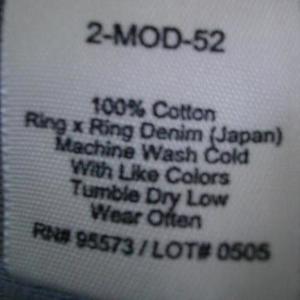 2-MOD-52
100% Cotton
Ring x Ring Denim (Japan)
Machine Wash Cold
With Like Colors
Tumble Dry Low
Wear Often
RN# 95573 / LOT# 0505